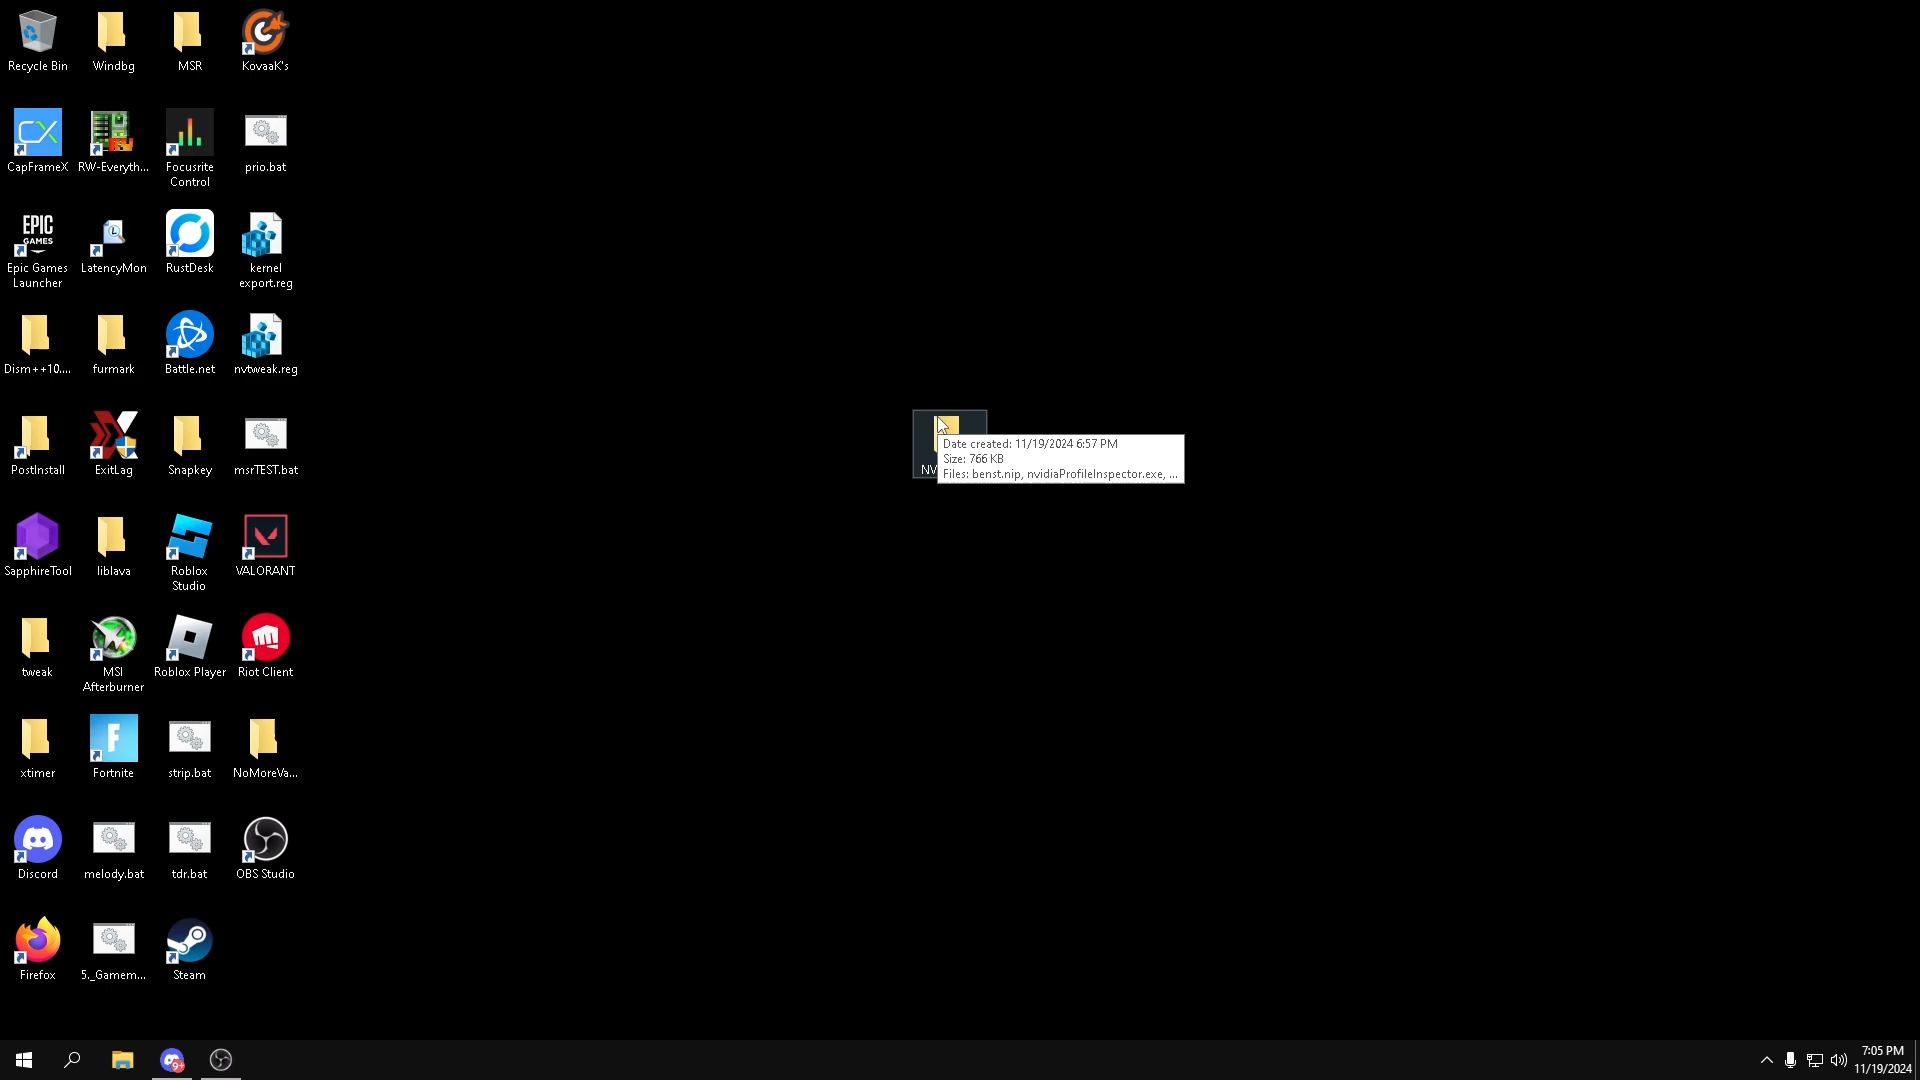 Recycle Bin
Windbg
MSR
KovaaK's
CapFrameX
RW-Everyth...
Focusrite
Control
prio.bat
EPIC
GAMES
Epic Games
Launcher
LatencyMon
RustDesk
kernel
export.reg
Dism++10....
furmark
Battle.net
nvtweak.reg
PostInstall
ExitLag
Snapkey
msrTEST.bat
NV
Date created: 11/19/2024 6:57 PM
Size: 766 KB
Files: benst.nip, nvidiaProfileInspector.exe, ...
SapphireTool
liblava
Roblox
Studio
VALORANT
tweak
MSI
Afterburner
Roblox Player
Riot Client
xtimer
F
Fortnite
strip.bat
NoMoreVa...
Discord
melody.bat
tdr.bat
OBS Studio
Firefox
5._Gamem...
Steam
9+
7:05 PM
11/19/2024